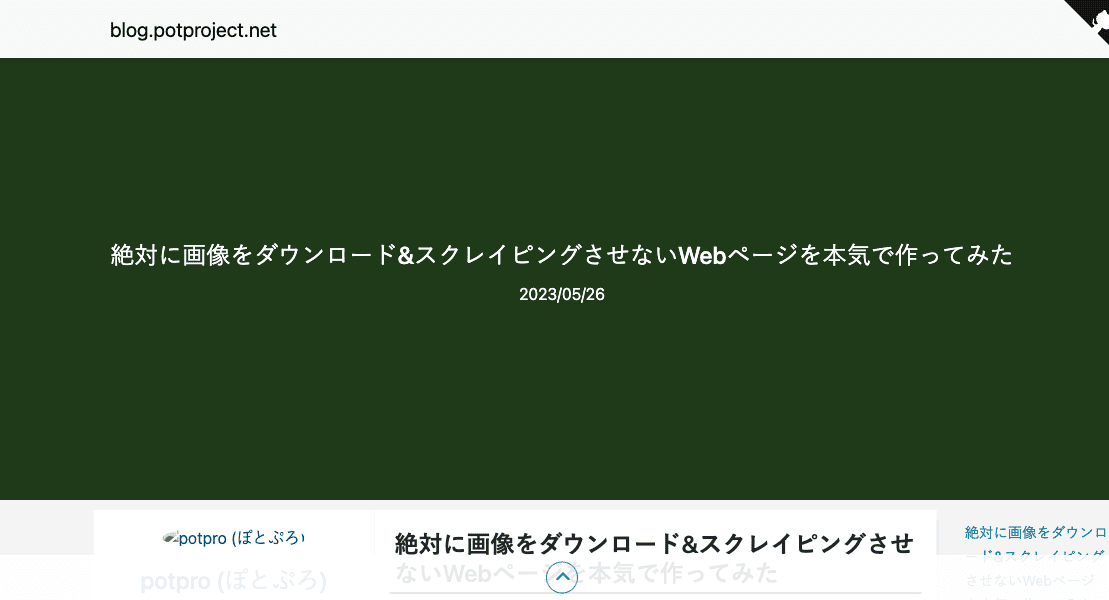 blog.potproject.net
絶対に画像をダウンロード&スクレイピングさせないWebページを本気で作ってみた
2023/05/26
potpro (ぽとぷろ)
potpro (ぽとぷろ)
絶対に画像をダウンロード&スクレイピングさせ
ないWebページを本気で作ってみた
絶対に画像をダウンロ
ード&スクレイピング
させないWebページ